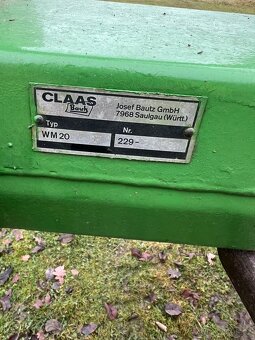 CLAAS
Bautz
Josef Bautz GmbH
7968 Saulgau (Württ.)
Typ Nr.
WM 20 229-